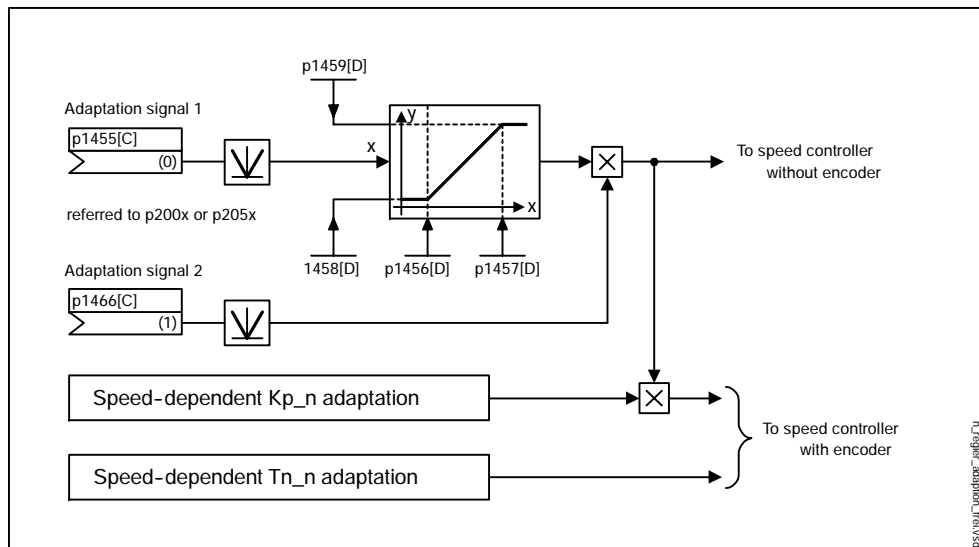 p1459[D]
Adaptation signal 1
p1455[C]
(0)
x
y
x
referred to p200x or p205x
1458[D]
p1456[D]
p1457[D]
To speed controller
without encoder
Adaptation signal 2
p1466[C]
(1)
Speed-dependent Kp_n adaptation
Speed-dependent Tn_n adaptation
To speed controller
with encoder